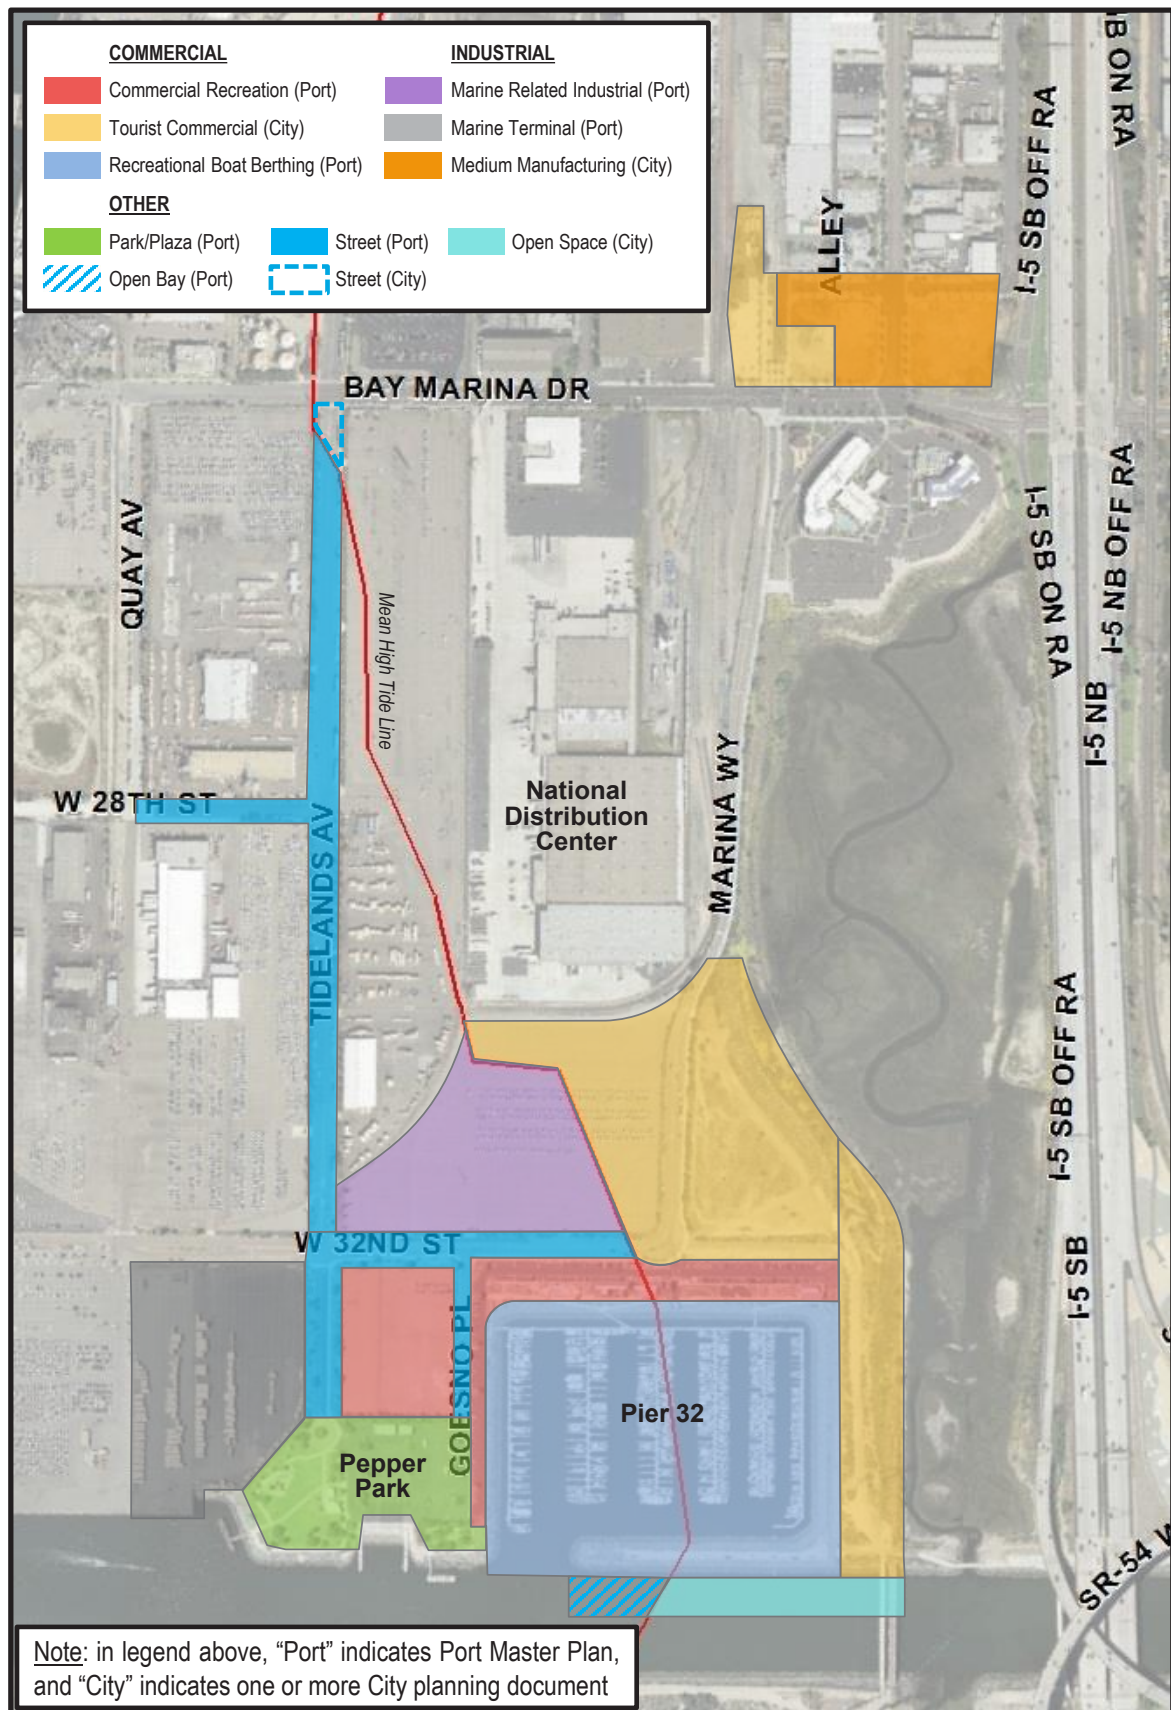 COMMERCIAL
Commercial Recreation (Port)
Tourist Commercial (City)
Recreational Boat Berthing (Port)
INDUSTRIAL
Marine Related Industrial (Port)
Marine Terminal (Port)
Medium Manufacturing (City)
OTHER
Park/Plaza (Port)
Street (Port)
Open Space (City)
Open Bay (Port)
Street (City)
B ON RA
I-5 SB OFF RA
ALLEY
BAY MARINA DR
QUAY AV
Mean High Tide Line
I-5 SB ON RA
I-5 NB OFF RA
I-5 NB
W 28TH ST
TIDELANDS AV
National
Distribution
Center
MARINA WY
I-5 SB OFF RA
W 32ND ST
I-5 SB
GOESNO PL
Pier 32
Pepper
Park
SR-54 W
Note: in legend above, “Port” indicates Port Master Plan,
and “City” indicates one or more City planning document